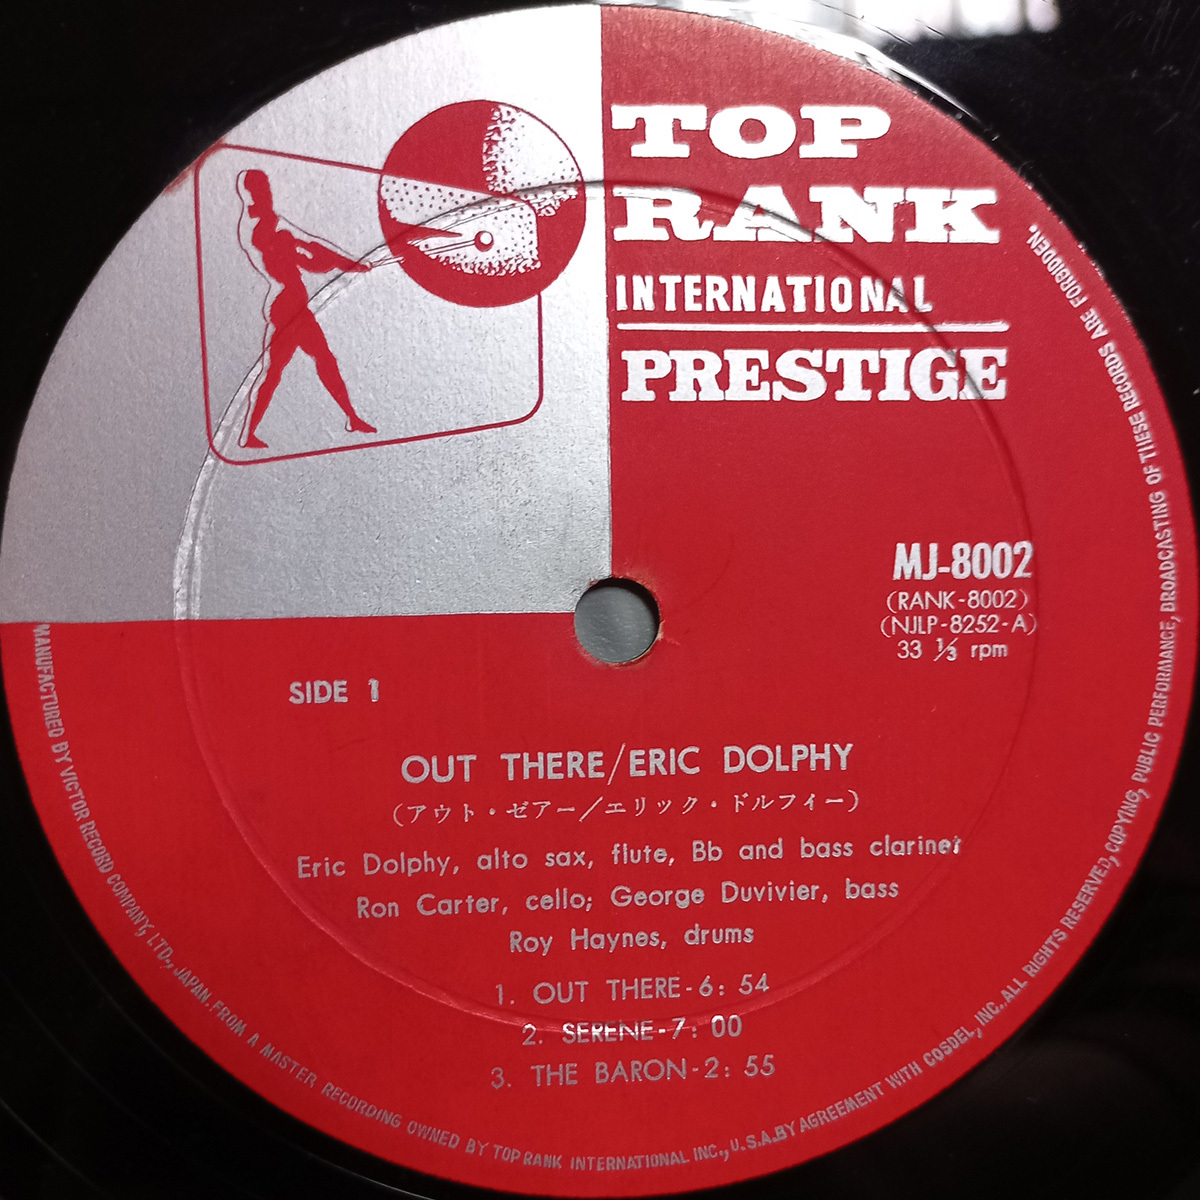 TOP
RANK
INTERNATIONAL
PRESTIGE
MJ-8002
(RANK-8002)
(NJLP-8252-A)
33 1/3 rpm
SIDE 1
OUT THERE/ERIC DOLPHY
(アウト・ゼアー/エリック・ドルフィー)
Eric Dolphy, alto sax, flute, Bb and bass clarinet
Ron Carter, cello; George Duvivier, bass
Roy Haynes, drums
1. OUT THERE-6: 54
2. SERENE-7: 00
3. THE BARON-2: 55
MANUFACTURED BY VICTOR RECORD COMPANY, LTD., JAPAN. FROM A MASTER RECORDING OWNED BY TOP RANK INTERNATIONAL INC., U.S.A. BY AGREEMENT WITH COSDEL, INC. ALL RIGHTS RESERVED, COPYING, PUBLIC PERFORMANCE, BROADCASTING OF THESE RECORDS ARE FORBIDDEN.